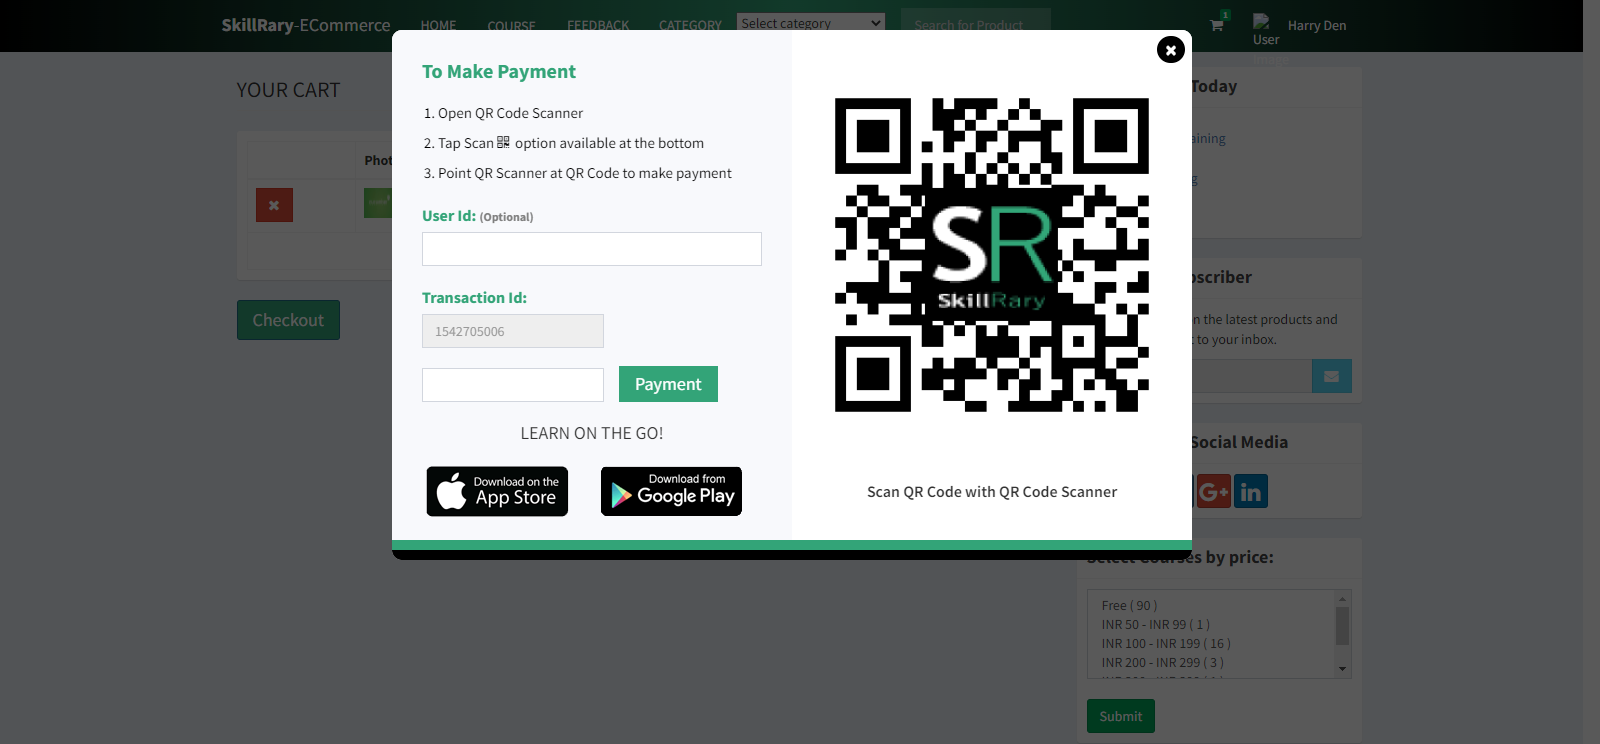 SkillRary-ECommerce HOME COURSE FEEDBACK CATEGORY Select category Search for Product 1 User Harry Den
YOUR CART
Checkout
To Make Payment
1. Open QR Code Scanner
2. Tap Scan option available at the bottom
3. Point QR Scanner at QR Code to make payment
User Id: (Optional)
Transaction Id:
1542705006
Payment
LEARN ON THE GO!
Download on the
App Store
Download from
Google Play
SR
SkillRary
Scan QR Code with QR Code Scanner
Today
n the latest products and
to your inbox.
Social Media
G+ in
Select Courses by price:
Free ( 90 )
INR 50 - INR 99 ( 1 )
INR 100 - INR 199 ( 16 )
INR 200 - INR 299 ( 3 )
Submit